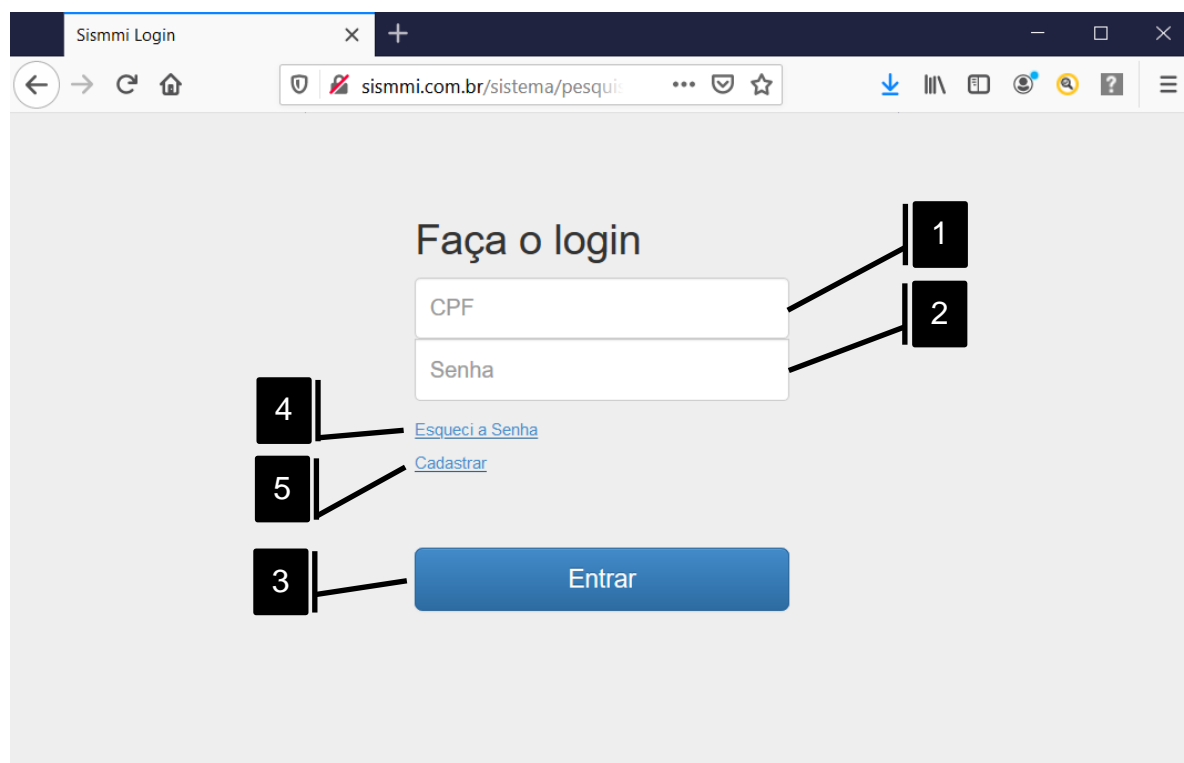 Sismmi Login
sismmi.com.br/sistema/pesquis
Faça o login
1
CPF
2
Senha
4
Esqueci a Senha
5
Cadastrar
3
Entrar